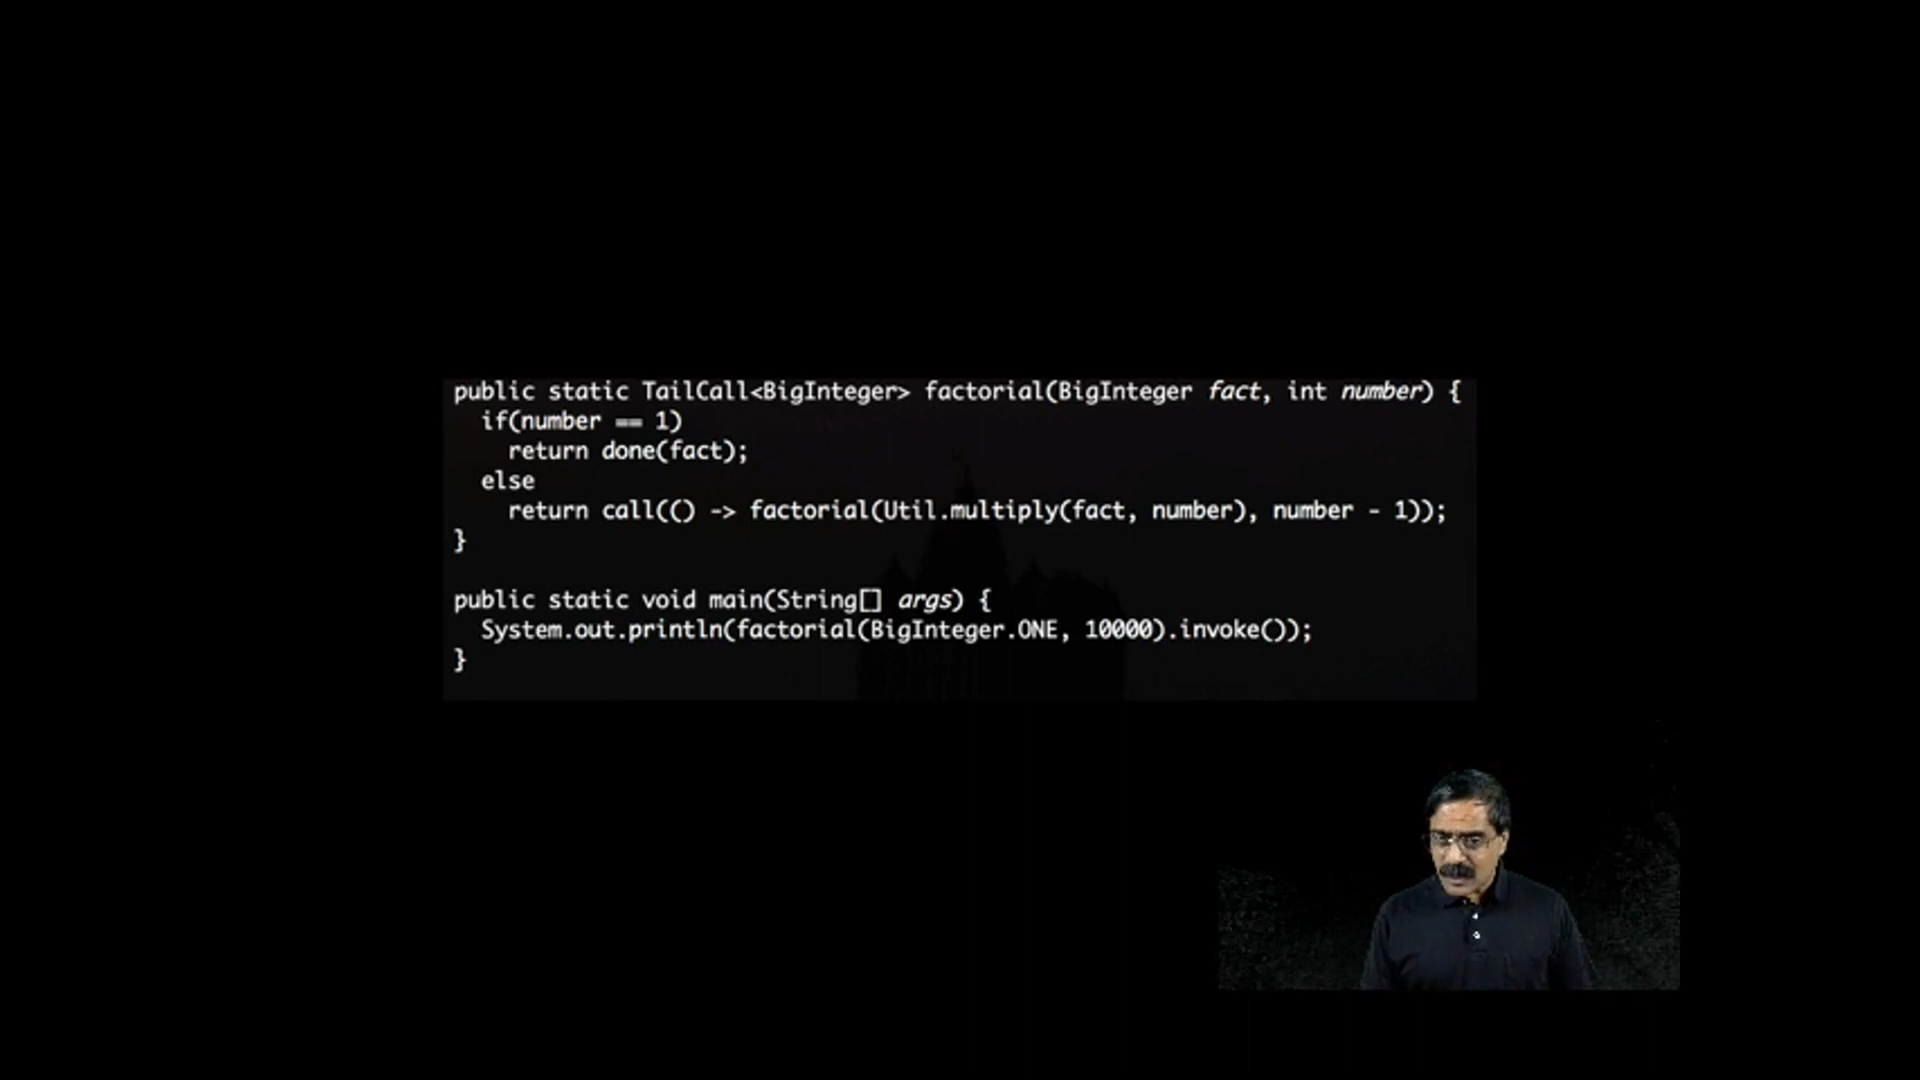 public static TailCall<BigInteger> factorial(BigInteger fact, int number) {
if(number == 1)
return done(fact);
else
return call(() -> factorial(Util.multiply(fact, number), number - 1));
}
public static void main(String[] args) {
System.out.println(factorial(BigInteger.ONE, 10000).invoke());
}